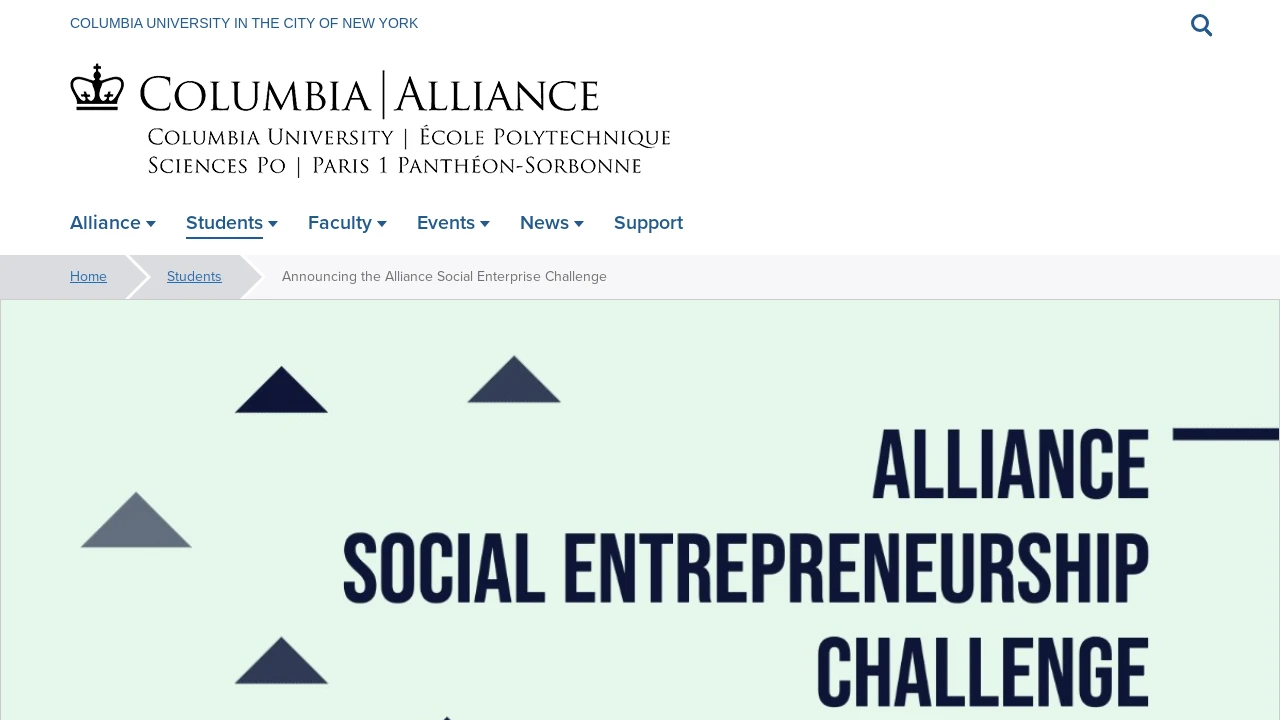 COLUMBIA UNIVERSITY IN THE CITY OF NEW YORK
COLUMBIA | ALLIANCE
COLUMBIA UNIVERSITY | ÉCOLE POLYTECHNIQUE
SCIENCES PO | PARIS 1 PANTHÉON-SORBONNE
Alliance Students Faculty Events News Support
Home Students Announcing the Alliance Social Enterprise Challenge
ALLIANCE
SOCIAL ENTREPRENEURSHIP
CHALLENGE